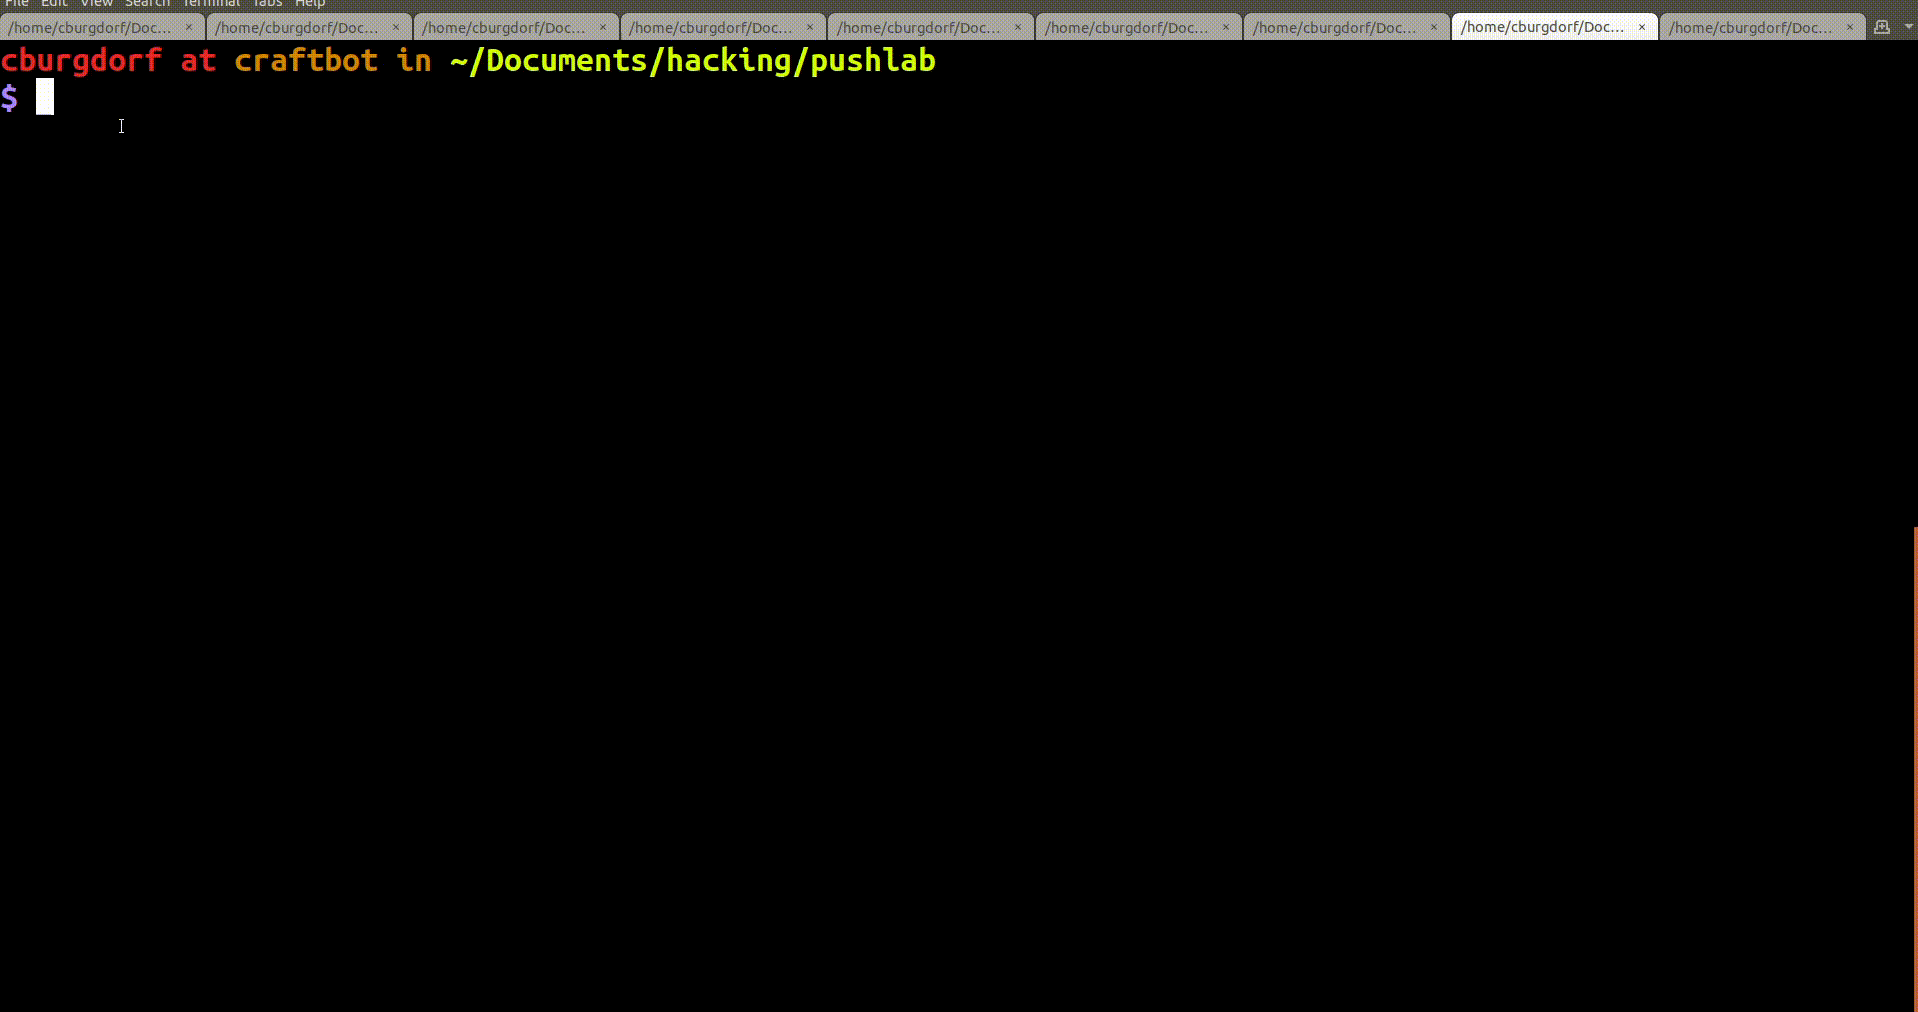 File Edit View Search Terminal Tabs Help
/home/cburgdorf/Doc... × /home/cburgdorf/Doc... × /home/cburgdorf/Doc... × /home/cburgdorf/Doc... × /home/cburgdorf/Doc... × /home/cburgdorf/Doc... × /home/cburgdorf/Doc... × /home/cburgdorf/Doc... × /home/cburgdorf/Doc... ×
cburgdorf at craftbot in ~/Documents/hacking/pushlab
$